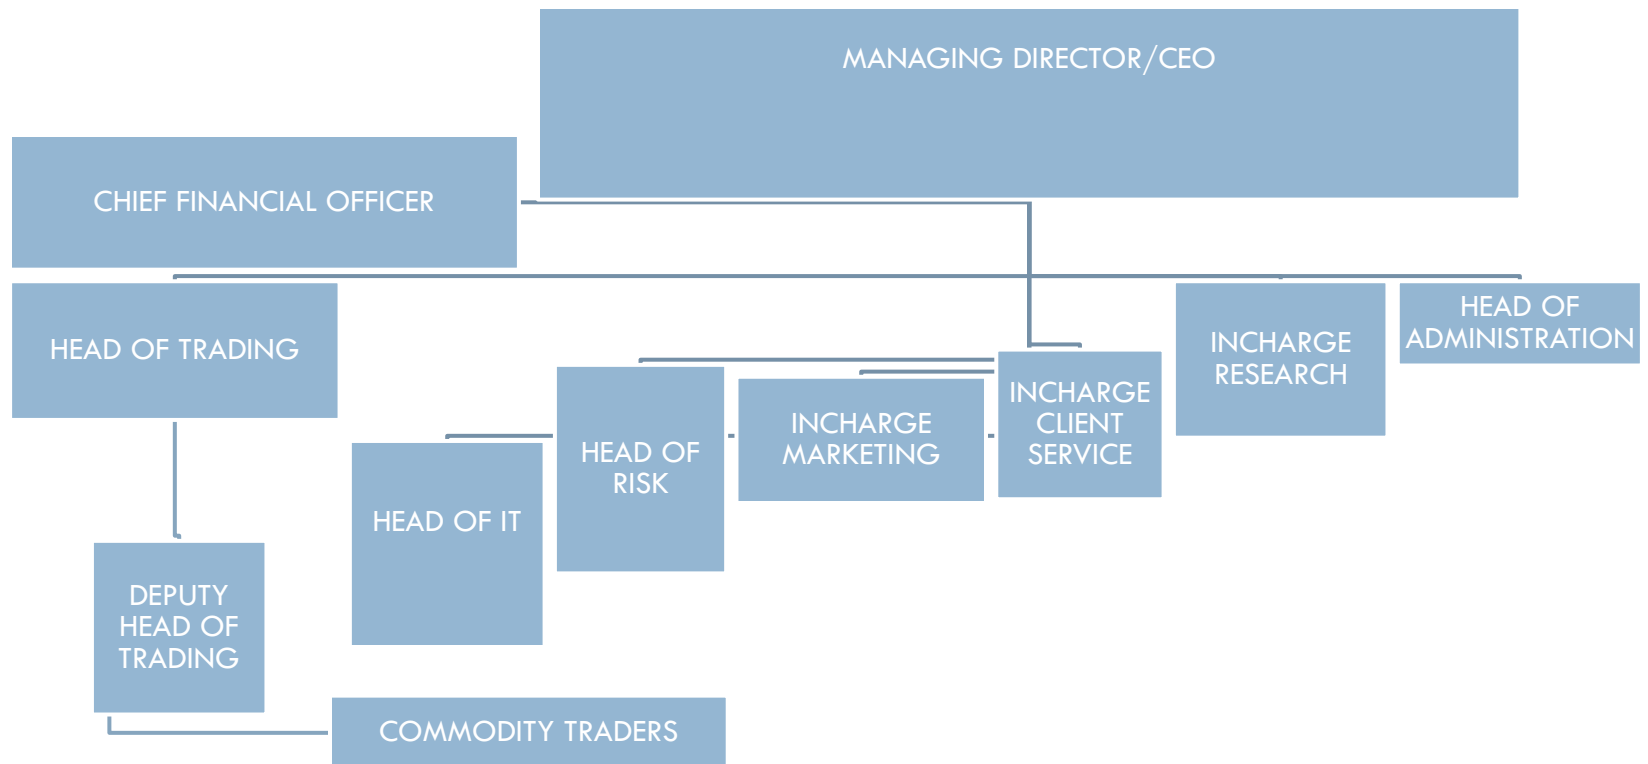 MANAGING DIRECTOR/CEO
CHIEF FINANCIAL OFFICER
HEAD OF TRADING
HEAD OF IT
HEAD OF
RISK
INCHARGE
MARKETING
INCHARGE
CLIENT
SERVICE
INCHARGE
RESEARCH
HEAD OF
ADMINISTRATION
DEPUTY
HEAD OF
TRADING
COMMODITY TRADERS